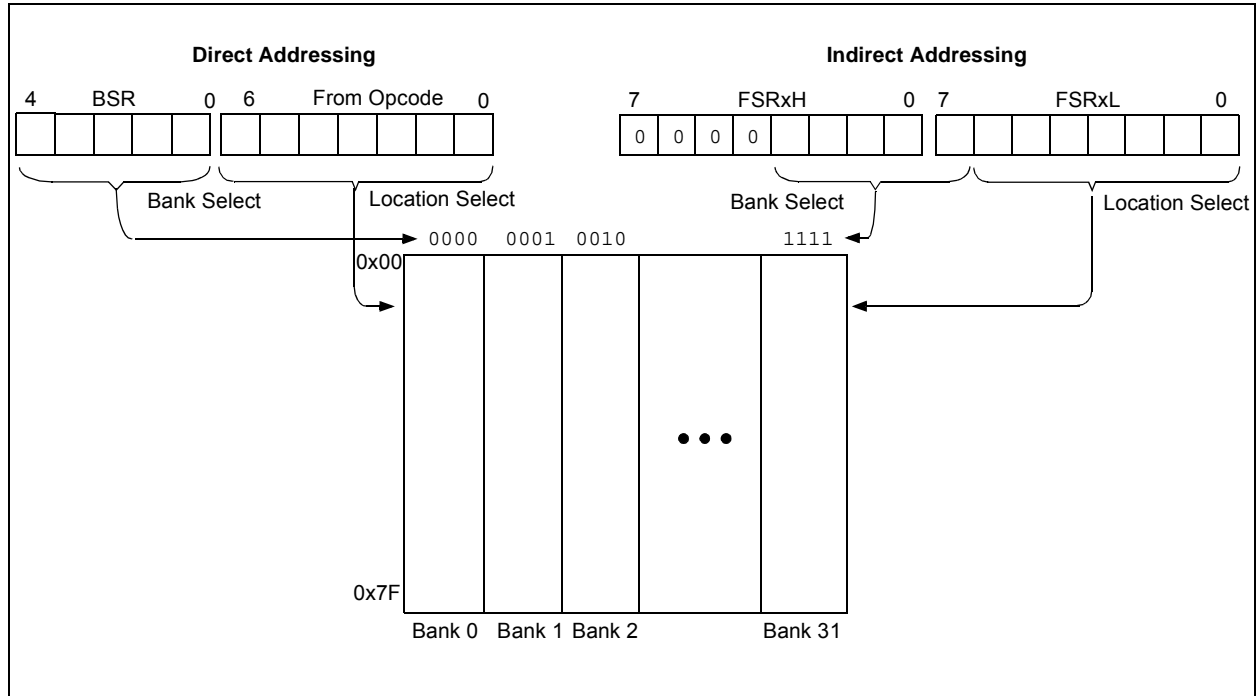 Direct Addressing
Indirect Addressing
4 BSR 0 6 From Opcode 0
7 FSRxH 0 7 FSRxL 0
0 0 0 0
Bank Select
Location Select
Bank Select
Location Select
0000 0001 0010 1111
0x00
0x7F
Bank 0 Bank 1 Bank 2 Bank 31